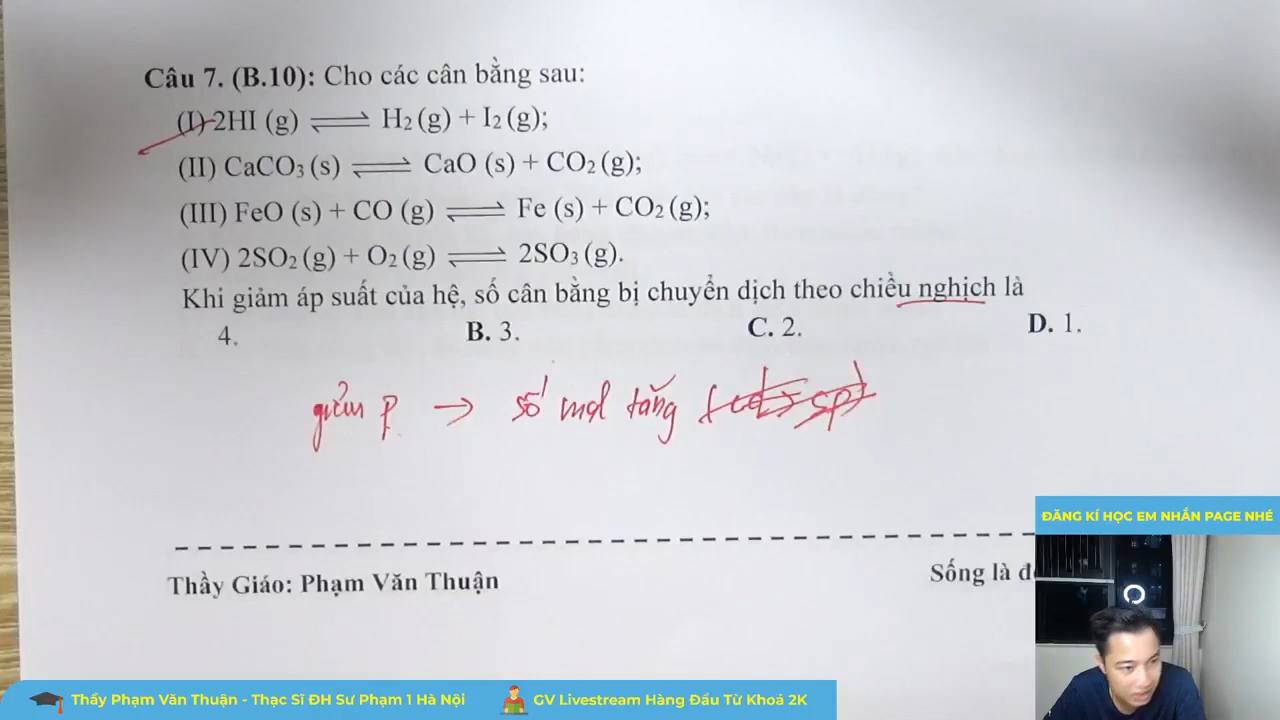 Câu 7. (B.10): Cho các cân bằng sau:
(I) 2HI (g) ⇌ H₂ (g) + I₂ (g);
(II) CaCO₃ (s) ⇌ CaO (s) + CO₂ (g);
(III) FeO (s) + CO (g) ⇌ Fe (s) + CO₂ (g);
(IV) 2SO₂ (g) + O₂ (g) ⇌ 2SO₃ (g).
Khi giảm áp suất của hệ, số cân bằng bị chuyển dịch theo chiều nghịch là
4. B. 3. C. 2. D. 1.
giảm P → số mol tăng
ĐĂNG KÍ HỌC EM NHẮN PAGE NHÉ
Thầy Giáo: Phạm Văn Thuận Sống là
Thầy Phạm Văn Thuận - Thạc Sĩ ĐH Sư Phạm 1 Hà Nội GV Livestream Hàng Đầu Từ Khoá 2K